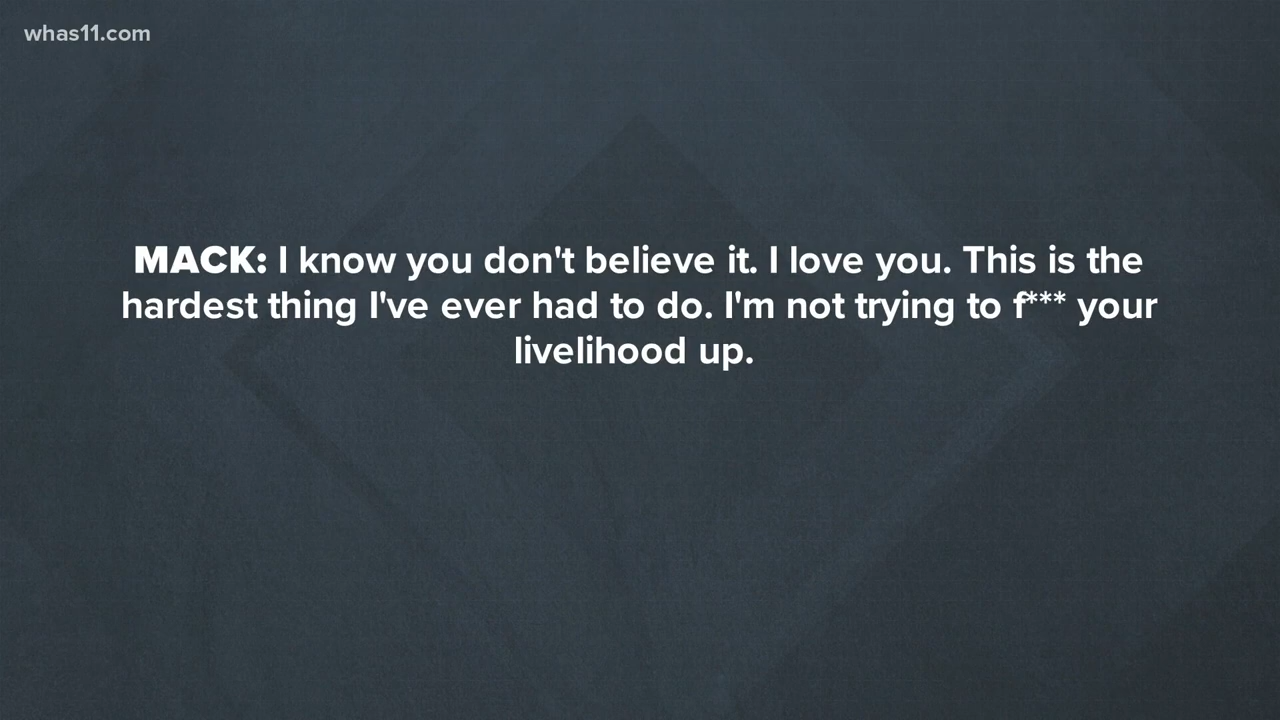 whas11.com
MACK: I know you don't believe it. I love you. This is the
hardest thing I've ever had to do. I'm not trying to f*** your
livelihood up.